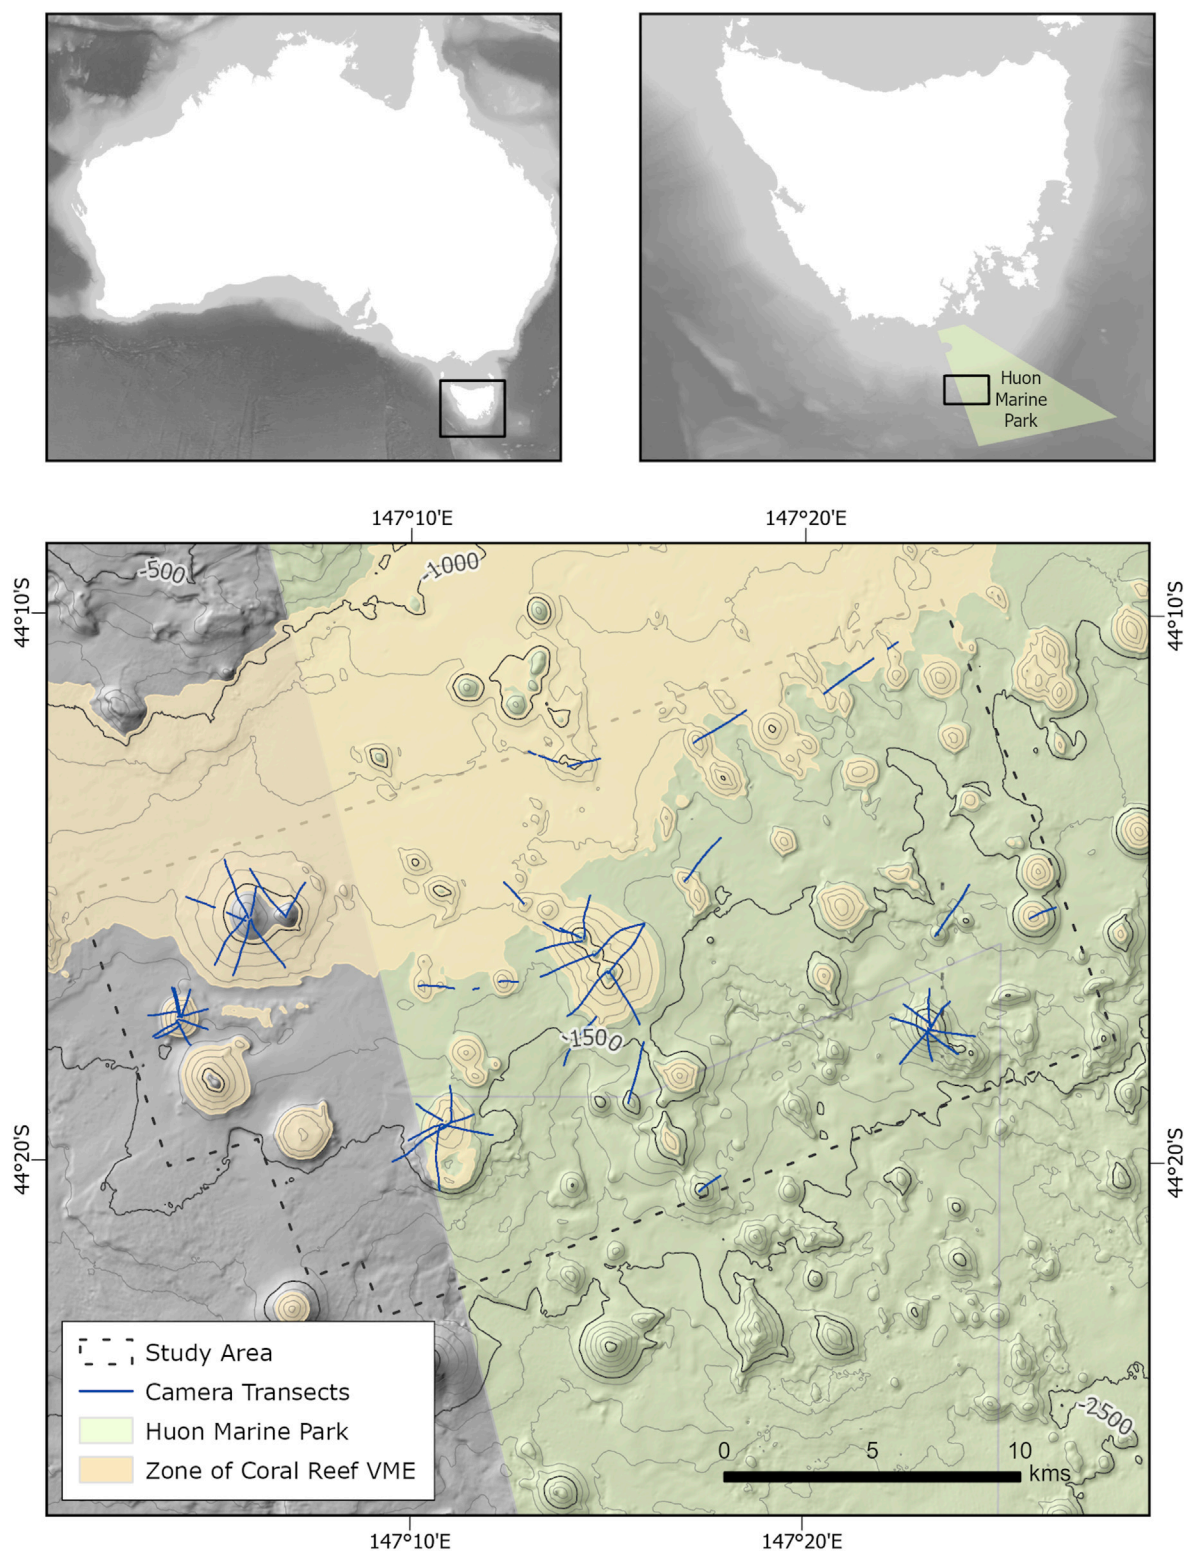 Huon
Marine
Park
147°10'E
147°20'E
-500
-1000
44°10'S
44°10'S
-1500
44°20'S
44°20'S
Study Area
Camera Transects
Huon Marine Park
Zone of Coral Reef VME
-2500
0 5 10
kms
147°10'E
147°20'E